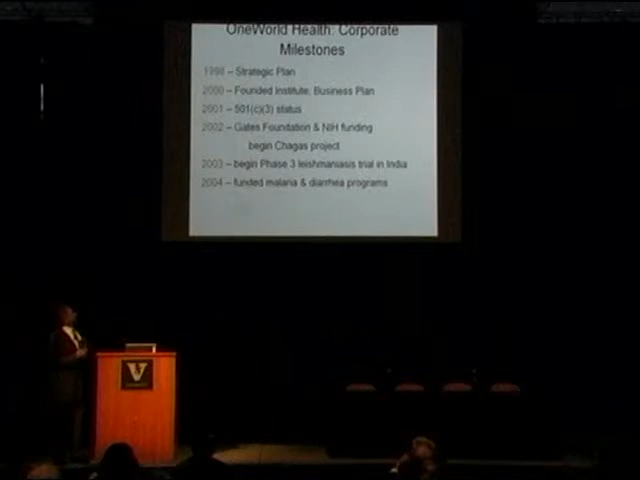 OneWorld Health: Corporate
Milestones
1998 – Strategic Plan
2000 – Founded Institute; Business Plan
2001 – 501(c)(3) status
2002 – Gates Foundation & NIH funding
begin Chagas project
2003 – begin Phase 3 leishmaniasis trial in India
2004 – funded malaria & diarrhea programs
V